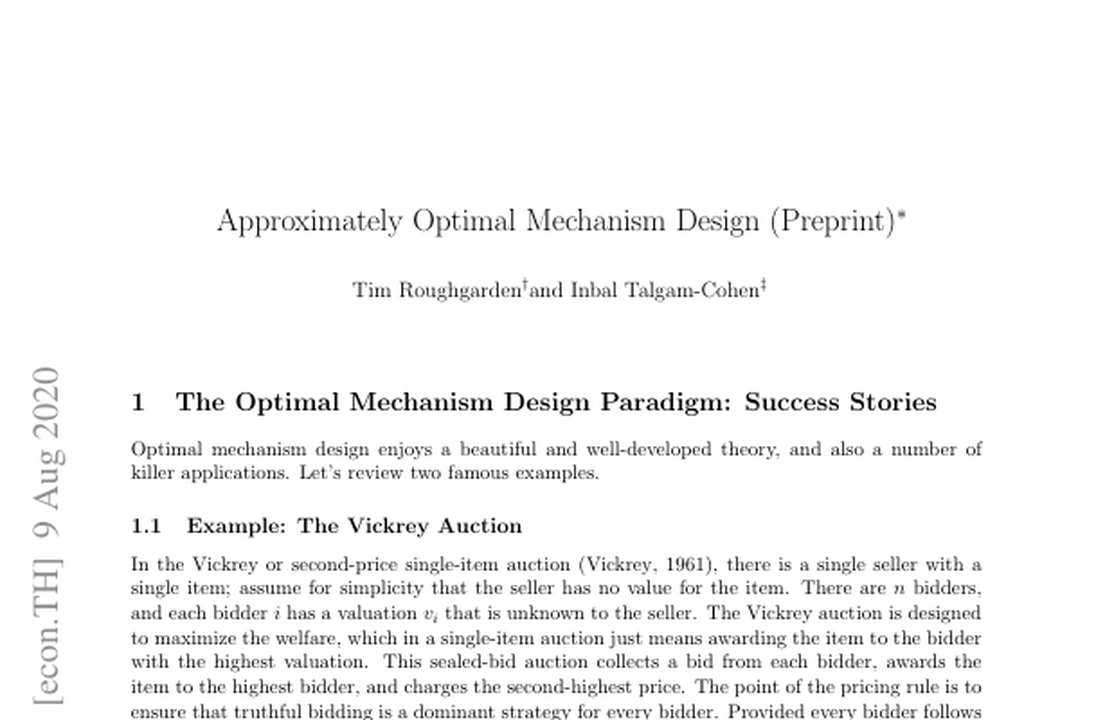 Approximately Optimal Mechanism Design (Preprint)*
Tim Roughgarden†and Inbal Talgam-Cohen‡
1 The Optimal Mechanism Design Paradigm: Success Stories
Optimal mechanism design enjoys a beautiful and well-developed theory, and also a number of
killer applications. Let's review two famous examples.
1.1 Example: The Vickrey Auction
In the Vickrey or second-price single-item auction (Vickrey, 1961), there is a single seller with a
single item; assume for simplicity that the seller has no value for the item. There are n bidders,
and each bidder i has a valuation vᵢ that is unknown to the seller. The Vickrey auction is designed
to maximize the welfare, which in a single-item auction just means awarding the item to the bidder
with the highest valuation. This sealed-bid auction collects a bid from each bidder, awards the
item to the highest bidder, and charges the second-highest price. The point of the pricing rule is to
ensure that truthful bidding is a dominant strategy for every bidder. Provided every bidder follows
[econ.TH] 9 Aug 2020